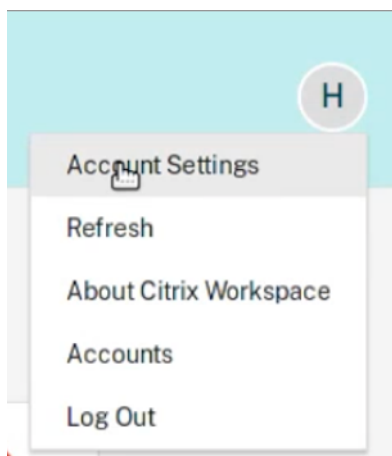 H
Account Settings
Refresh
About Citrix Workspace
Accounts
Log Out